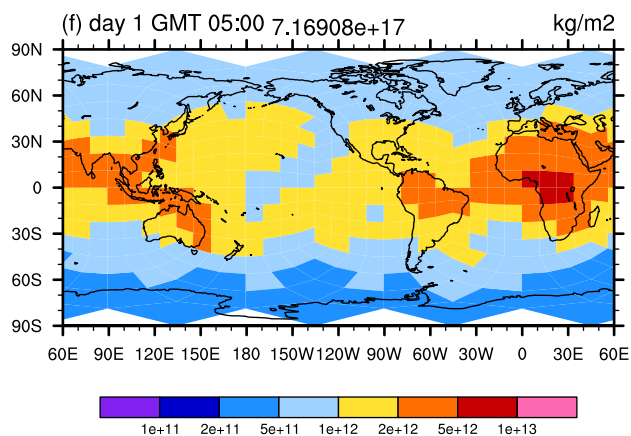 (f) day 1 GMT 05:00 7.16908e+17 kg/m2
90N
60N
30N
0
30S
60S
90S
60E 90E 120E 150E 180 150W 120W 90W 60W 30W 0 30E 60E
1e+11 2e+11 5e+11 1e+12 2e+12 5e+12 1e+13